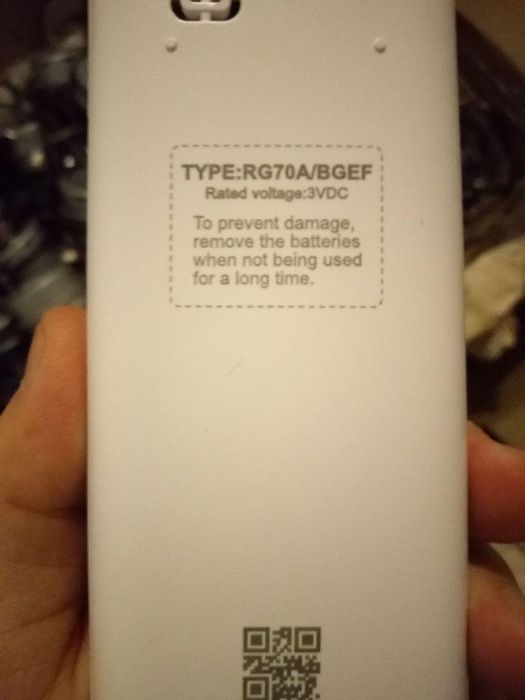 TYPE:RG70A/BGEF
Rated voltage:3VDC
To prevent damage,
remove the batteries
when not being used
for a long time.